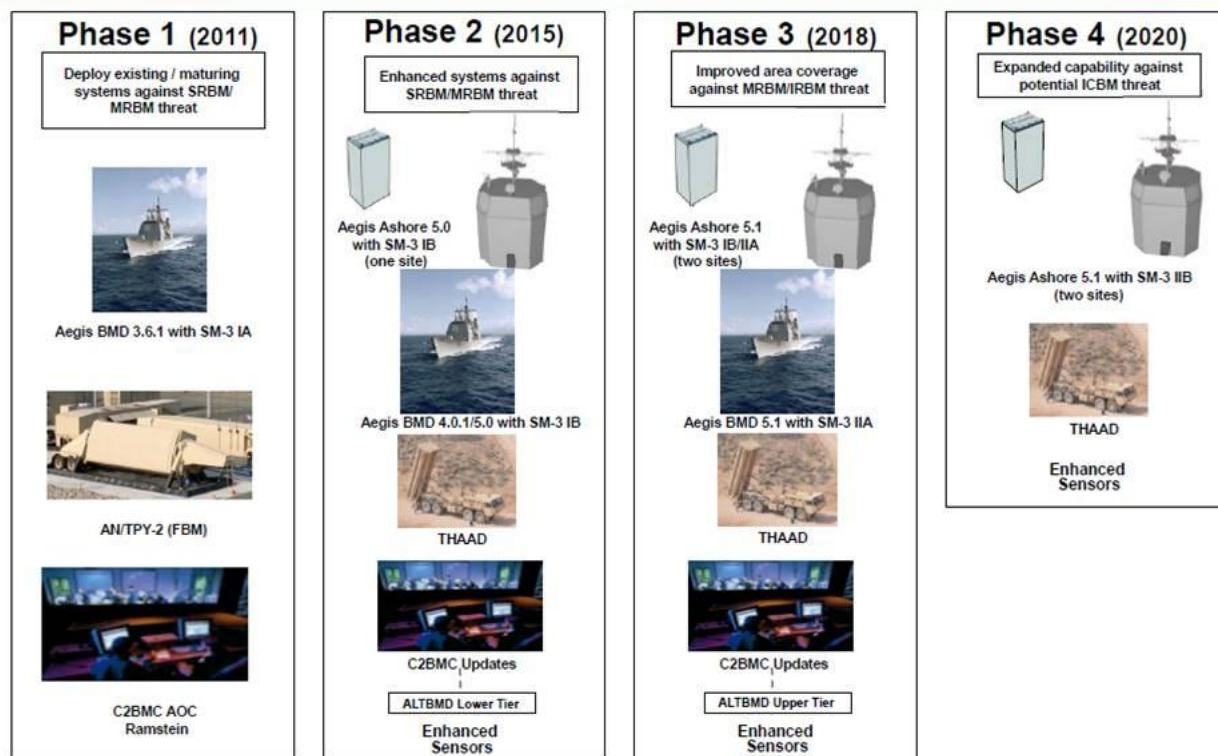 Phase 1 (2011)
Deploy existing / maturing
systems against SRBM/
MRBM threat
Aegis BMD 3.6.1 with SM-3 IA
AN/TPY-2 (FBM)
C2BMC AOC
Ramstein
Phase 2 (2015)
Enhanced systems against
SRBM/MRBM threat
Aegis Ashore 5.0
with SM-3 IB
(one site)
Aegis BMD 4.0.1/5.0 with SM-3 IB
THAAD
C2BMC Updates
ALTBMD Lower Tier
Enhanced
Sensors
Phase 3 (2018)
Improved area coverage
against MRBM/IRBM threat
Aegis Ashore 5.1
with SM-3 IB/IIA
(two sites)
Aegis BMD 5.1 with SM-3 IIA
THAAD
C2BMC Updates
ALTBMD Upper Tier
Enhanced
Sensors
Phase 4 (2020)
Expanded capability against
potential ICBM threat
Aegis Ashore 5.1 with SM-3 IIB
(two sites)
THAAD
Enhanced
Sensors